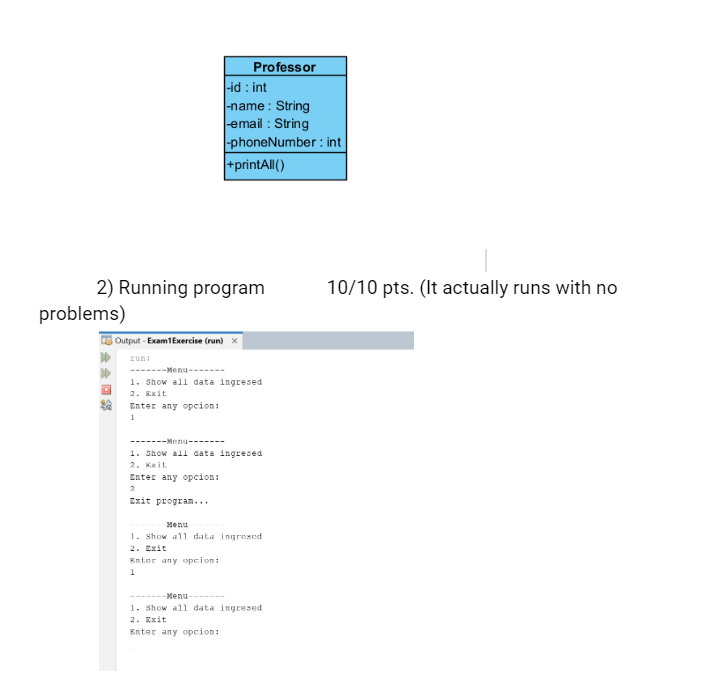 Professor
-id : int
-name : String
-email : String
-phoneNumber : int
+printAll()
2) Running program 10/10 pts. (It actually runs with no
problems)
Output - Exam1Exercise (run) ×
run:
-------Menu-------
1. Show all data ingresed
2. Exit
Enter any opcion:
1
-------Menu-------
1. Show all data ingresed
2. Exit
Enter any opcion:
2
Exit program...
-------Menu-------
1. Show all data ingresed
2. Exit
Enter any opcion:
1
-------Menu-------
1. Show all data ingresed
2. Exit
Enter any opcion: